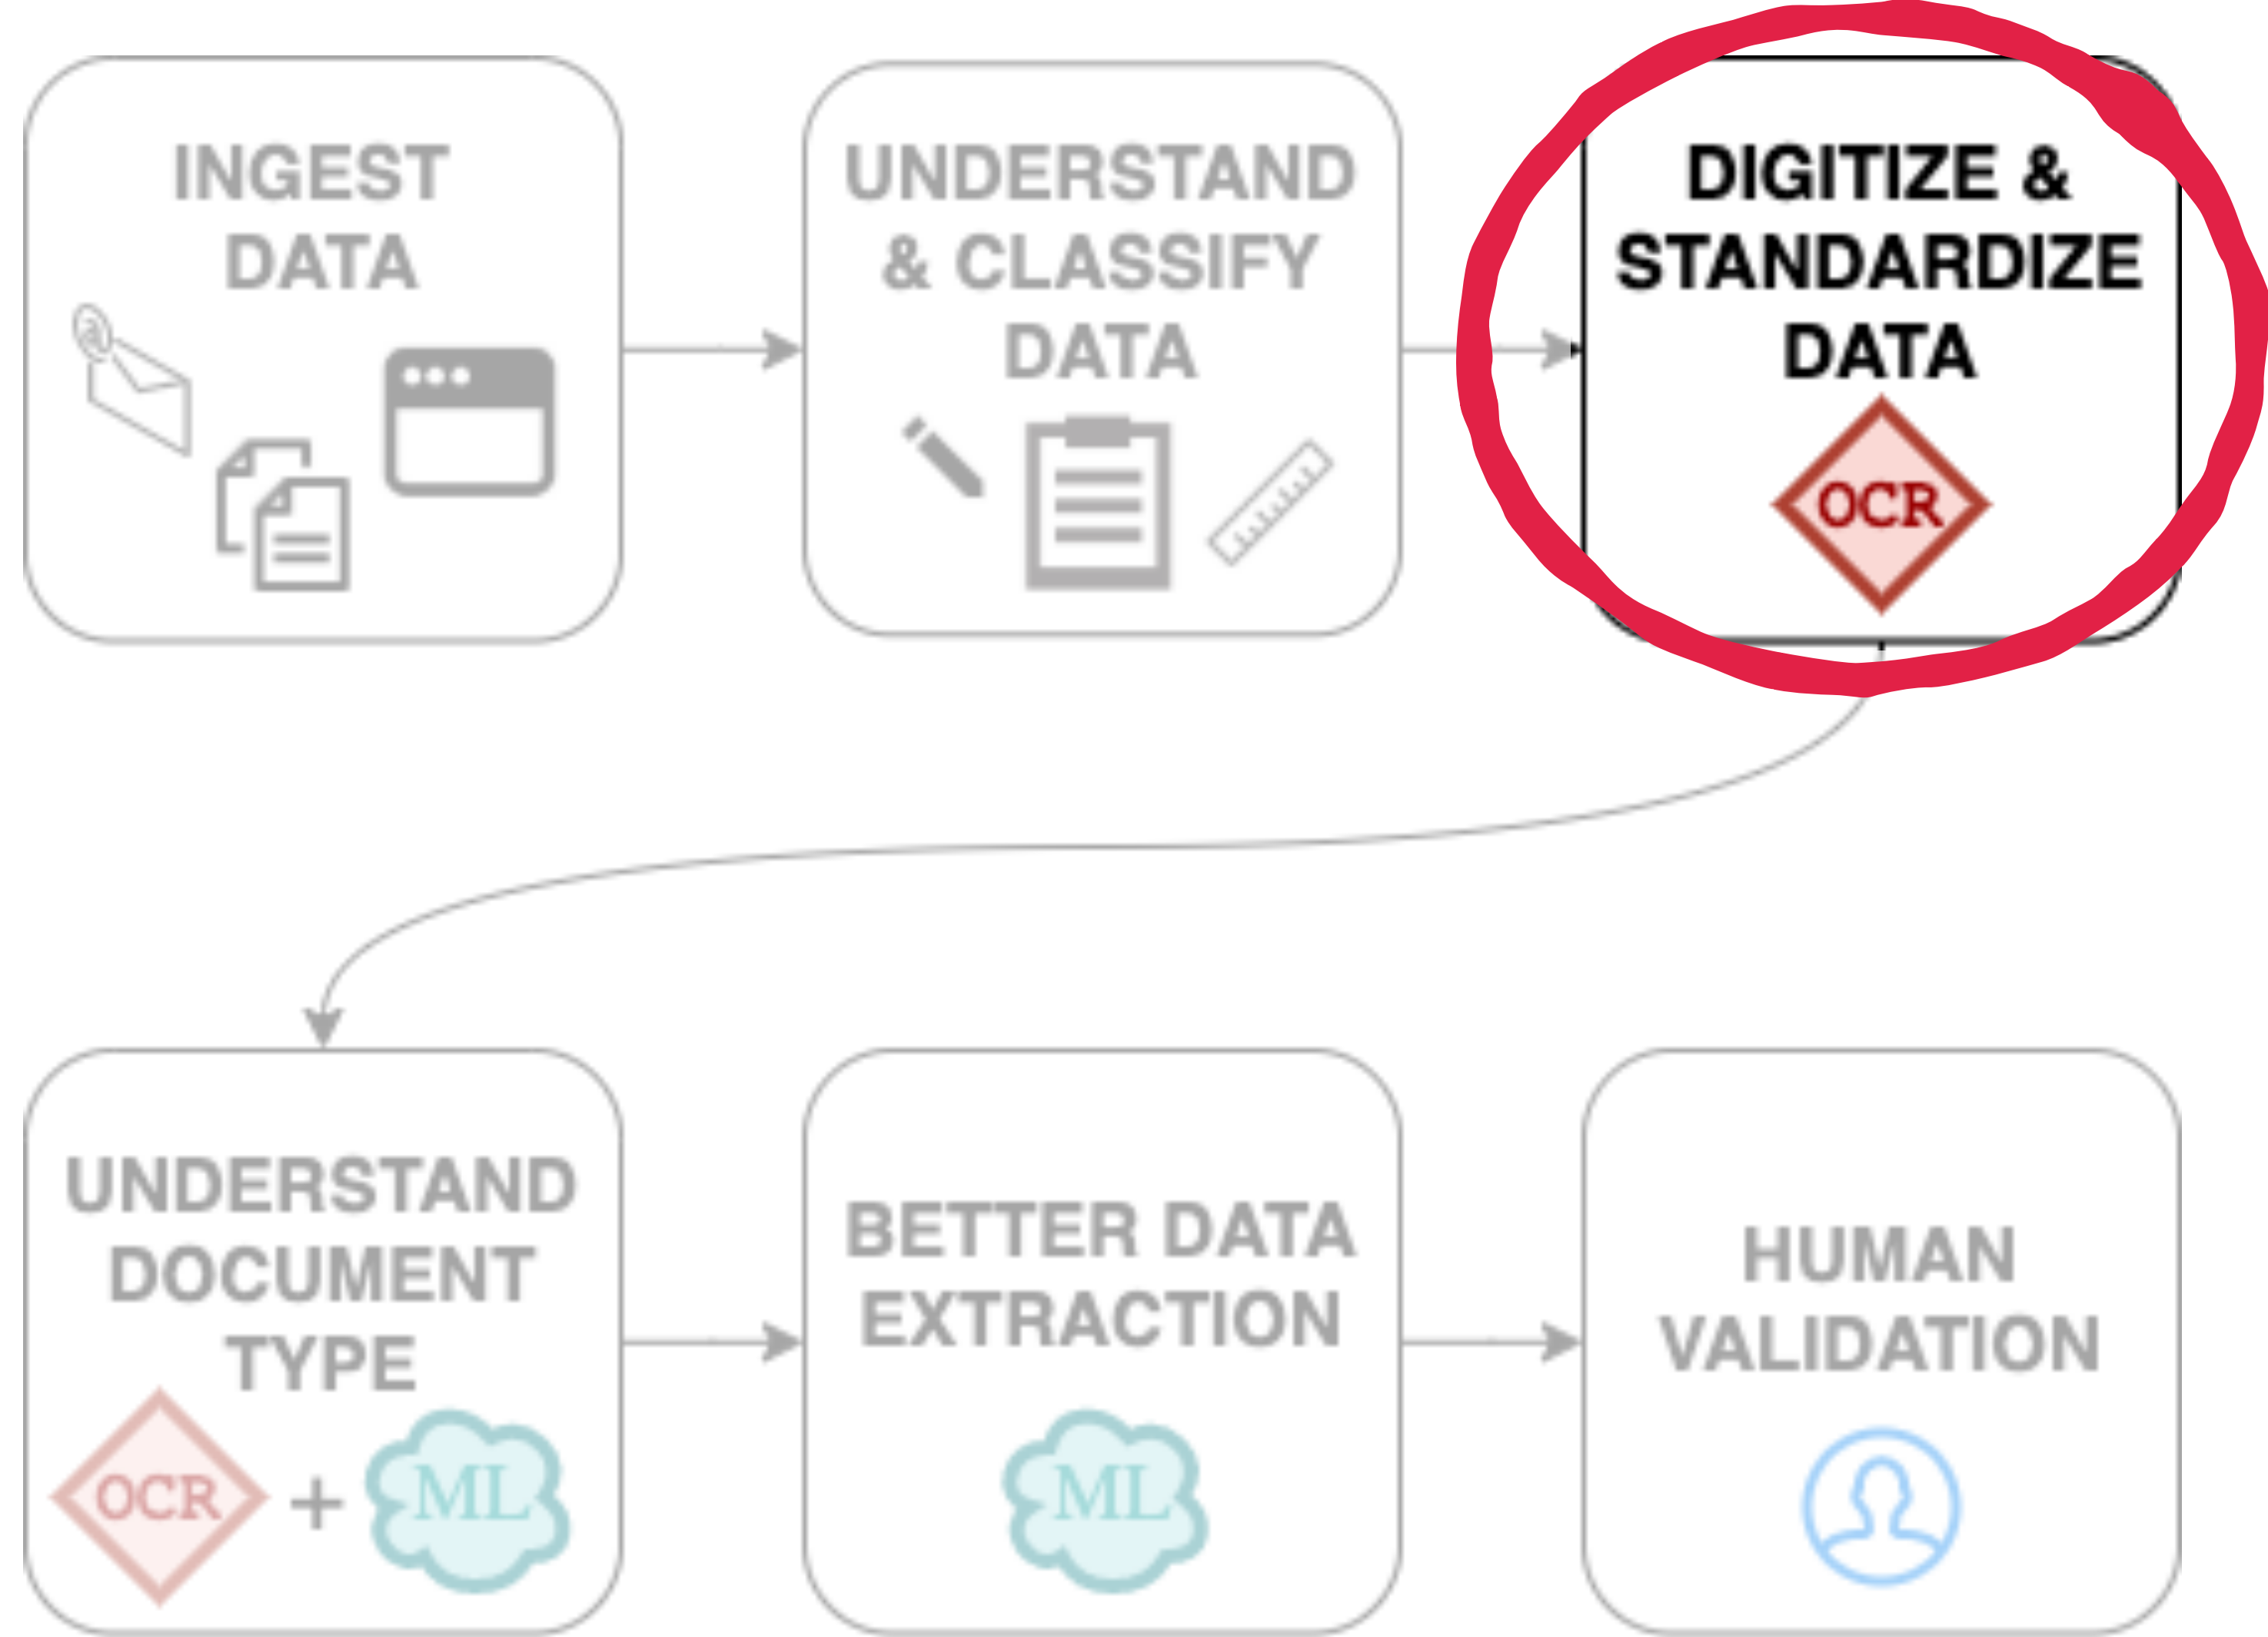 INGEST
DATA
UNDERSTAND
& CLASSIFY
DATA
DIGITIZE &
STANDARDIZE
DATA
OCR
UNDERSTAND
DOCUMENT
TYPE
OCR + ML
BETTER DATA
EXTRACTION
ML
HUMAN
VALIDATION